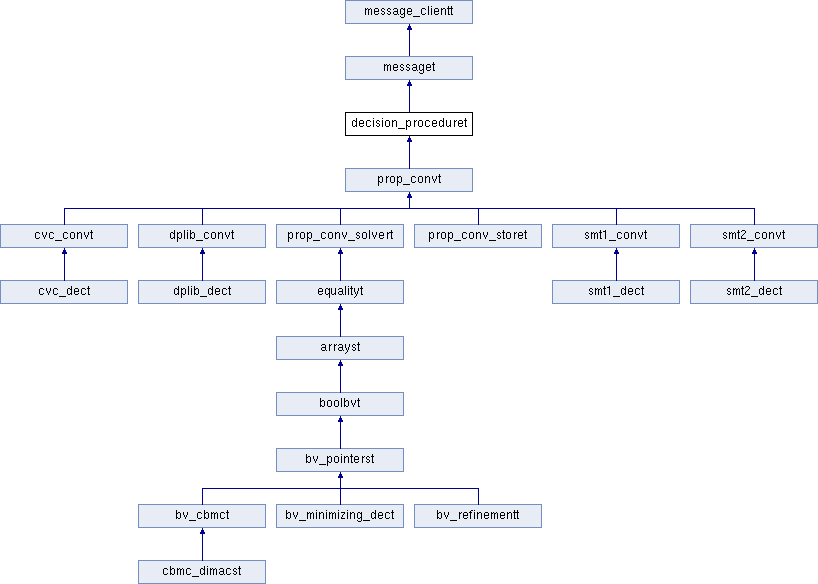 message_clientt
messaget
decision_proceduret
prop_convt
cvc_convt dplib_convt prop_conv_solvert prop_conv_storet smt1_convt smt2_convt
cvc_dect dplib_dect equalityt smt1_dect smt2_dect
arrayst
boolbvt
bv_pointerst
bv_cbmct bv_minimizing_dect bv_refinementt
cbmc_dimacst